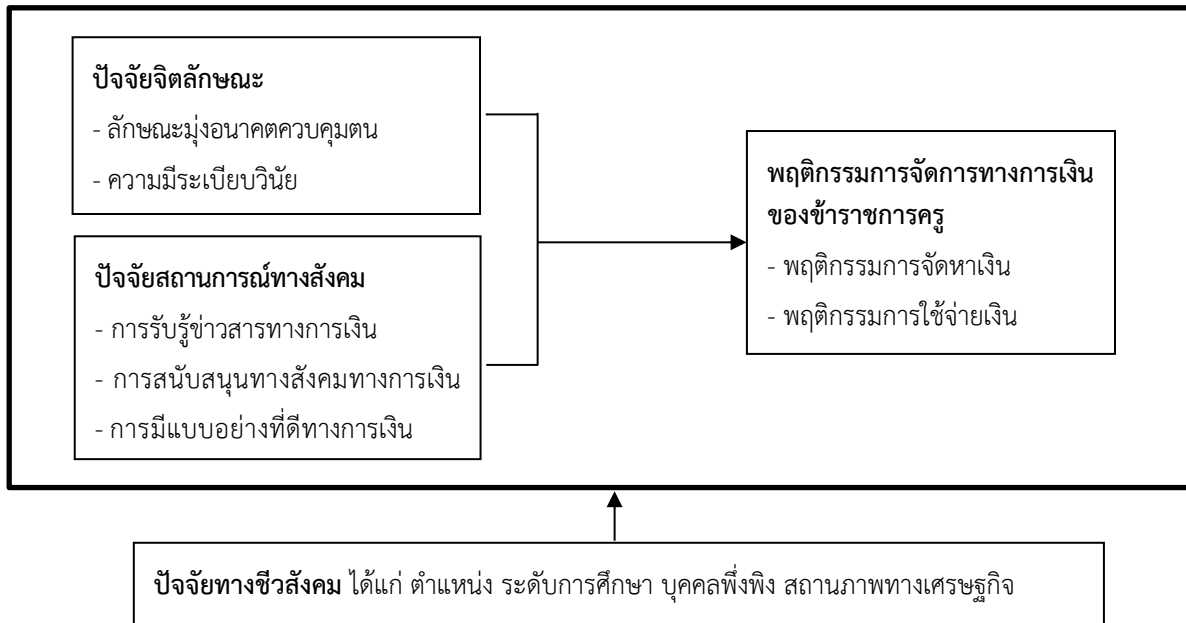 ปัจจัยจิตลักษณะ
- ลักษณะมุ่งอนาคตควบคุมตน
- ความมีระเบียบวินัย
ปัจจัยสถานการณ์ทางสังคม
- การรับรู้ข่าวสารทางการเงิน
- การสนับสนุนทางสังคมทางการเงิน
- การมีแบบอย่างที่ดีทางการเงิน
พฤติกรรมการจัดการทางการเงิน
ของข้าราชการครู
- พฤติกรรมการจัดหาเงิน
- พฤติกรรมการใช้จ่ายเงิน
ปัจจัยทางชีวสังคม ได้แก่ ตำแหน่ง ระดับการศึกษา บุคคลพึ่งพิง สถานภาพทางเศรษฐกิจ